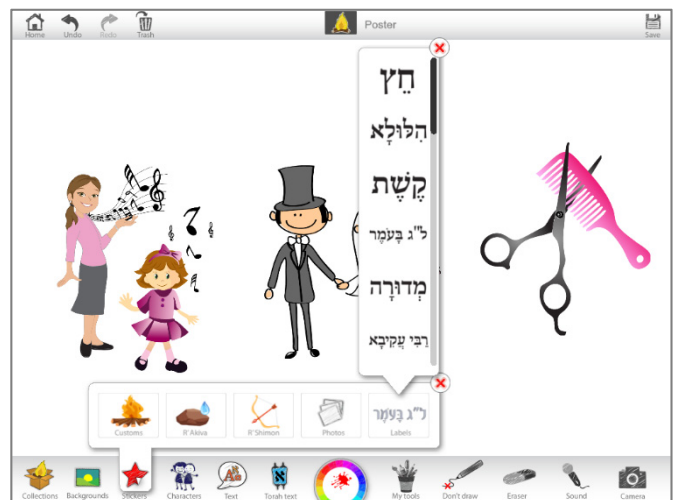 Home Undo Redo Trash Poster Save
חֵץ
הִלּוּלָא
קֶשֶׁת
ל"ג בָּעֹמֶר
מְדוּרָה
רַבִּי עֲקִיבָא
ל"ג בָּעֹמֶר
Customs R' Akiva R' Shimon Photos Labels
Collections Backgrounds Stickers Characters Text Torah text My tools Don't draw Eraser Sound Camera